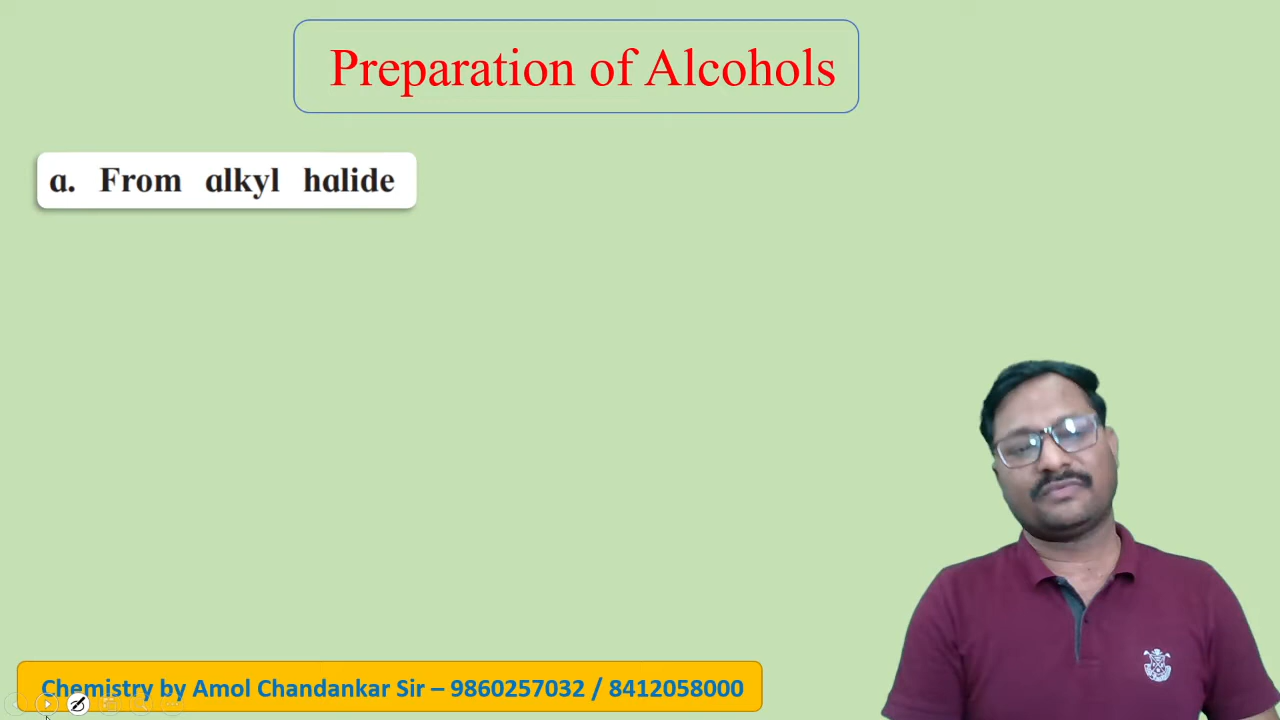 Preparation of Alcohols
a. From alkyl halide
Chemistry by Amol Chandankar Sir – 9860257032 / 8412058000